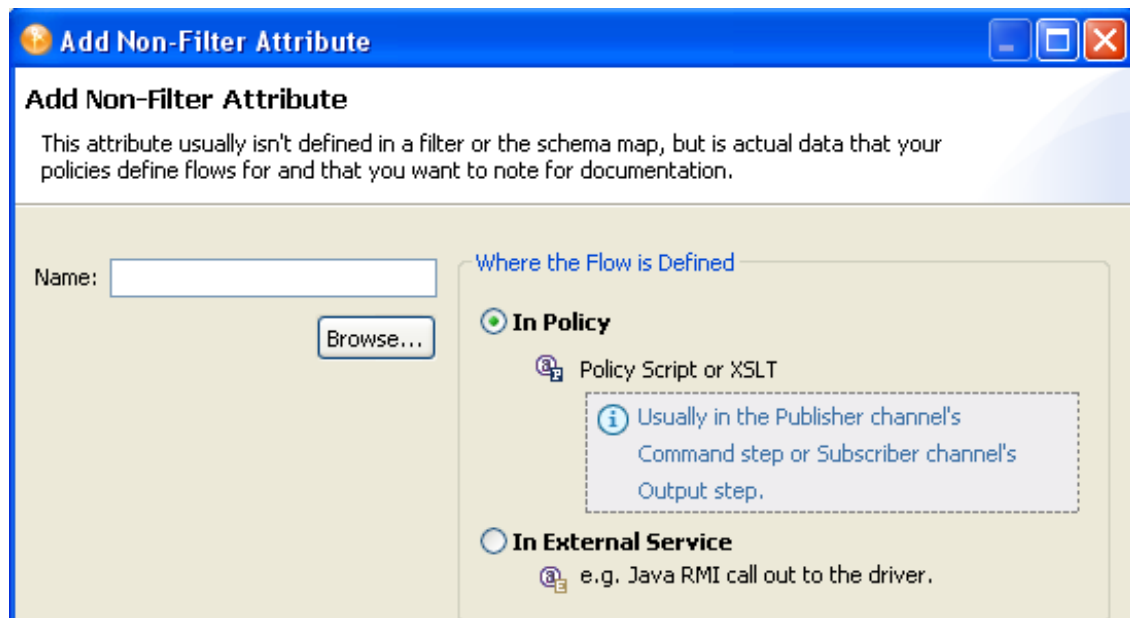 Add Non-Filter Attribute
Add Non-Filter Attribute
This attribute usually isn't defined in a filter or the schema map, but is actual data that your
policies define flows for and that you want to note for documentation.
Name:
Browse...
Where the Flow is Defined
In Policy
Policy Script or XSLT
Usually in the Publisher channel's
Command step or Subscriber channel's
Output step.
In External Service
e.g. Java RMI call out to the driver.